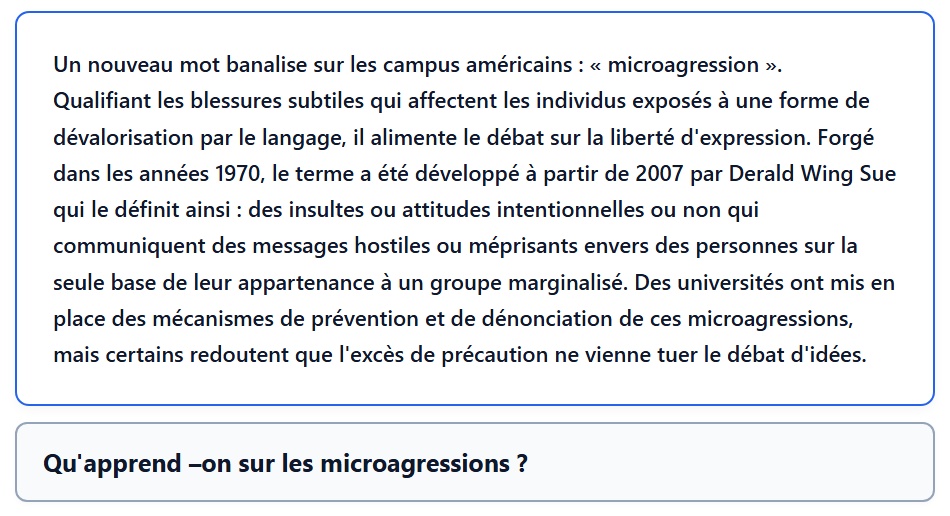 Un nouveau mot banalise sur les campus américains : « microagression ».
Qualifiant les blessures subtiles qui affectent les individus exposés à une forme de
dévalorisation par le langage, il alimente le débat sur la liberté d'expression. Forgé
dans les années 1970, le terme a été développé à partir de 2007 par Derald Wing Sue
qui le définit ainsi : des insultes ou attitudes intentionnelles ou non qui
communiquent des messages hostiles ou méprisants envers des personnes sur la
seule base de leur appartenance à un groupe marginalisé. Des universités ont mis en
place des mécanismes de prévention et de dénonciation de ces microagressions,
mais certains redoutent que l'excès de précaution ne vienne tuer le débat d'idées.
Qu'apprend –on sur les microagressions ?